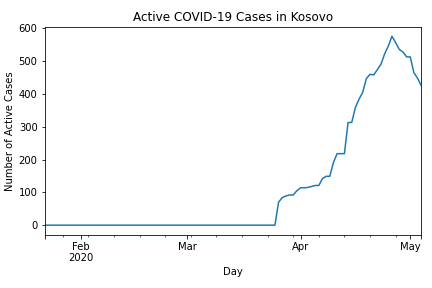 Active COVID-19 Cases in Kosovo
Number of Active Cases
600
500
400
300
200
100
0
Feb
2020
Mar
Apr
May
Day